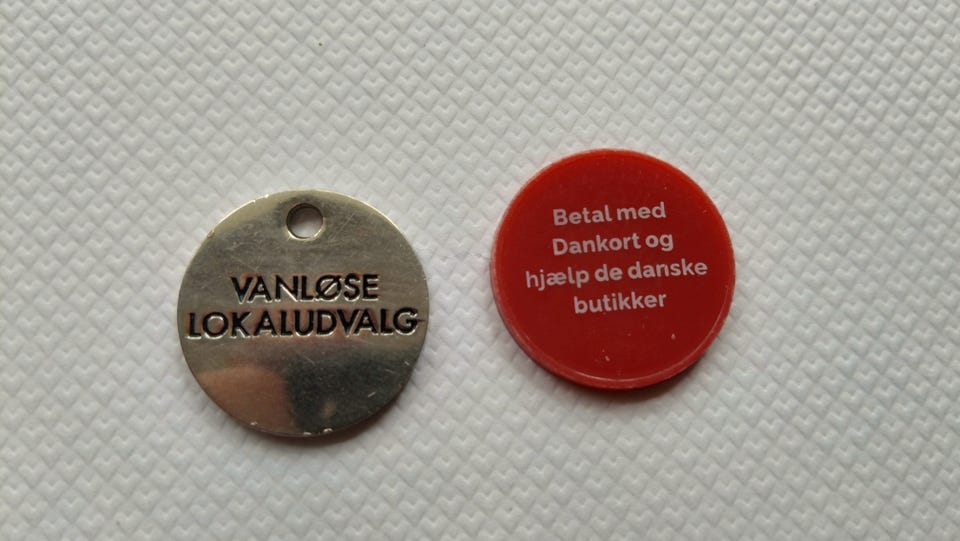 VANLØSE
LOKALUDVALG
Betal med
Dankort og
hjælp de danske
butikker